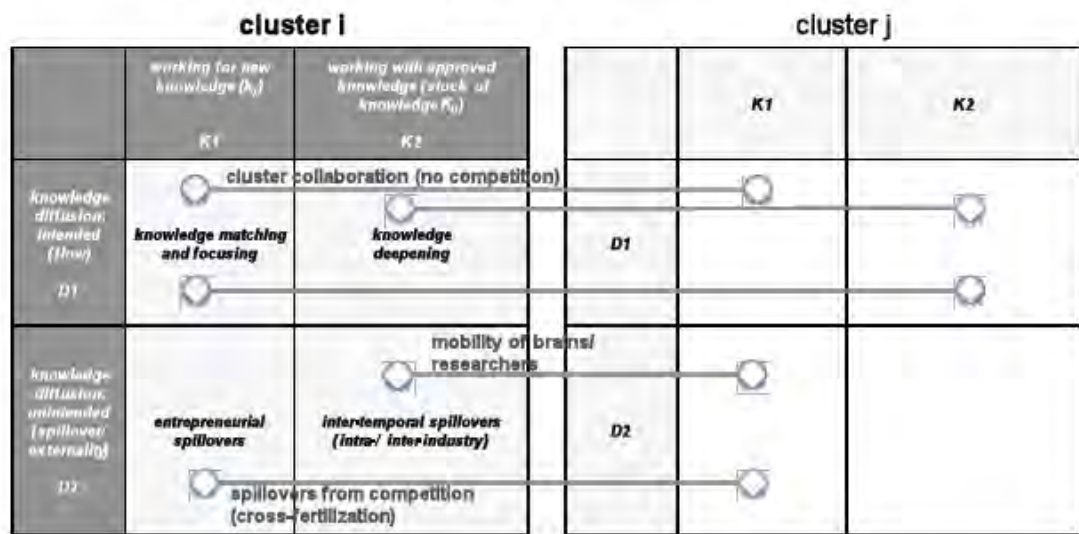 cluster i
cluster j
working for new
knowledge (kij)
K1
working with approved
knowledge (stock of
knowledge Kij)
K2
K1
K2
knowledge
diffusion:
intended
(flow)
D1
cluster collaboration (no competition)
knowledge matching
and focusing
knowledge
deepening
D1
knowledge
diffusion:
unintended
(spillover/
externality)
D2
mobility of brains/
researchers
entrepreneurial
spillovers
inter-temporal spillovers
(intra-/ inter-industry)
D2
spillovers from competition
(cross-fertilization)